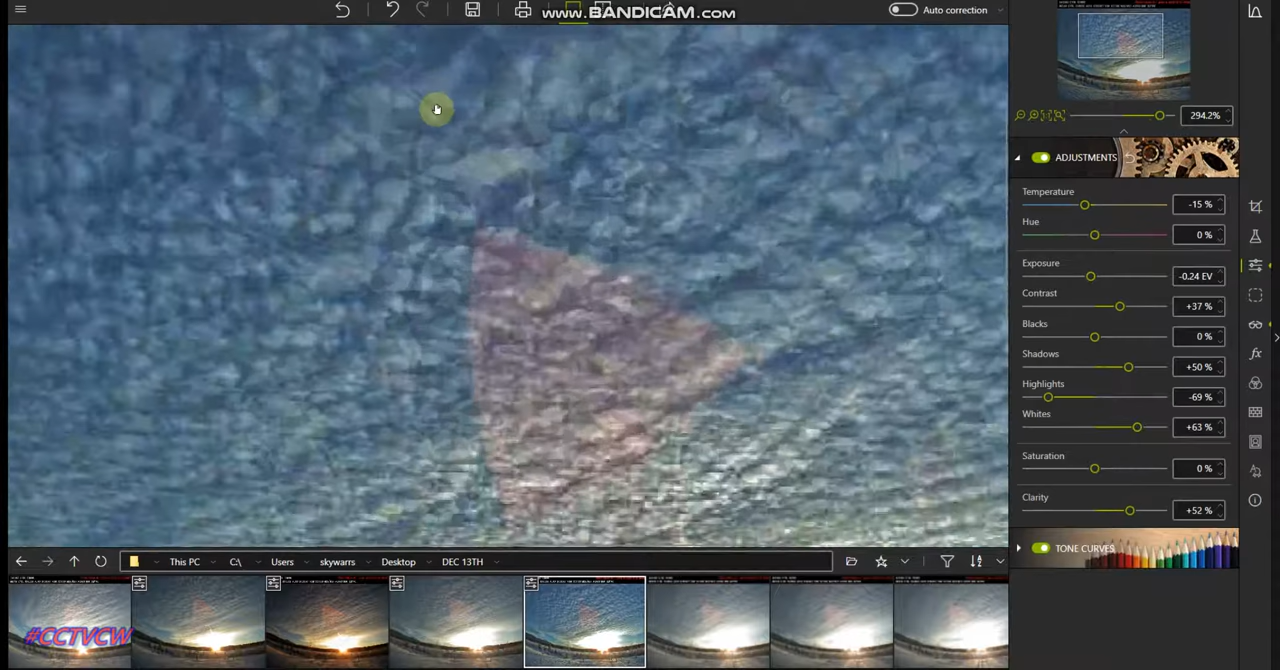 www.BANDICAM.com
Auto correction
294.2%
ADJUSTMENTS
Temperature
-15 %
Hue
0 %
Exposure
-0.24 EV
Contrast
+37 %
Blacks
0 %
Shadows
+50 %
Highlights
-69 %
Whites
+63 %
Saturation
0 %
Clarity
+52 %
TONE CURVES
This PC
C:\
Users
skywarrs
Desktop
DEC 13TH
#CCTVCW